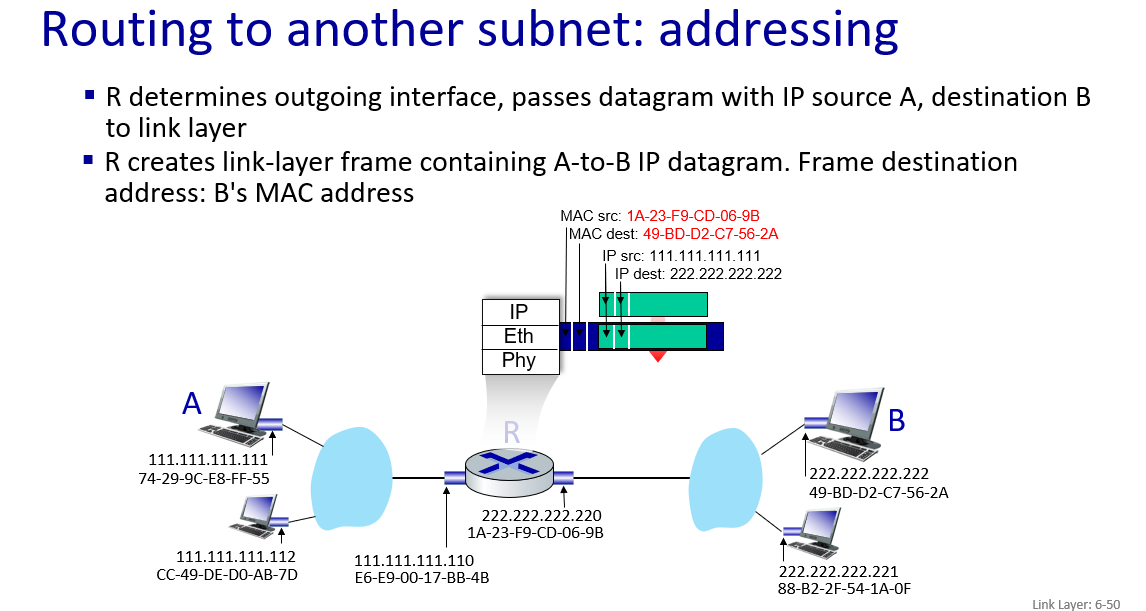 Routing to another subnet: addressing
▪ R determines outgoing interface, passes datagram with IP source A, destination B
to link layer
▪ R creates link-layer frame containing A-to-B IP datagram. Frame destination
address: B's MAC address
MAC src: 1A-23-F9-CD-06-9B
MAC dest: 49-BD-D2-C7-56-2A
IP src: 111.111.111.111
IP dest: 222.222.222.222
IP
Eth
Phy
A
R
B
111.111.111.111
74-29-9C-E8-FF-55
222.222.222.222
49-BD-D2-C7-56-2A
222.222.222.220
1A-23-F9-CD-06-9B
111.111.111.112
CC-49-DE-D0-AB-7D
111.111.111.110
E6-E9-00-17-BB-4B
222.222.222.221
88-B2-2F-54-1A-0F
Link Layer: 6-50